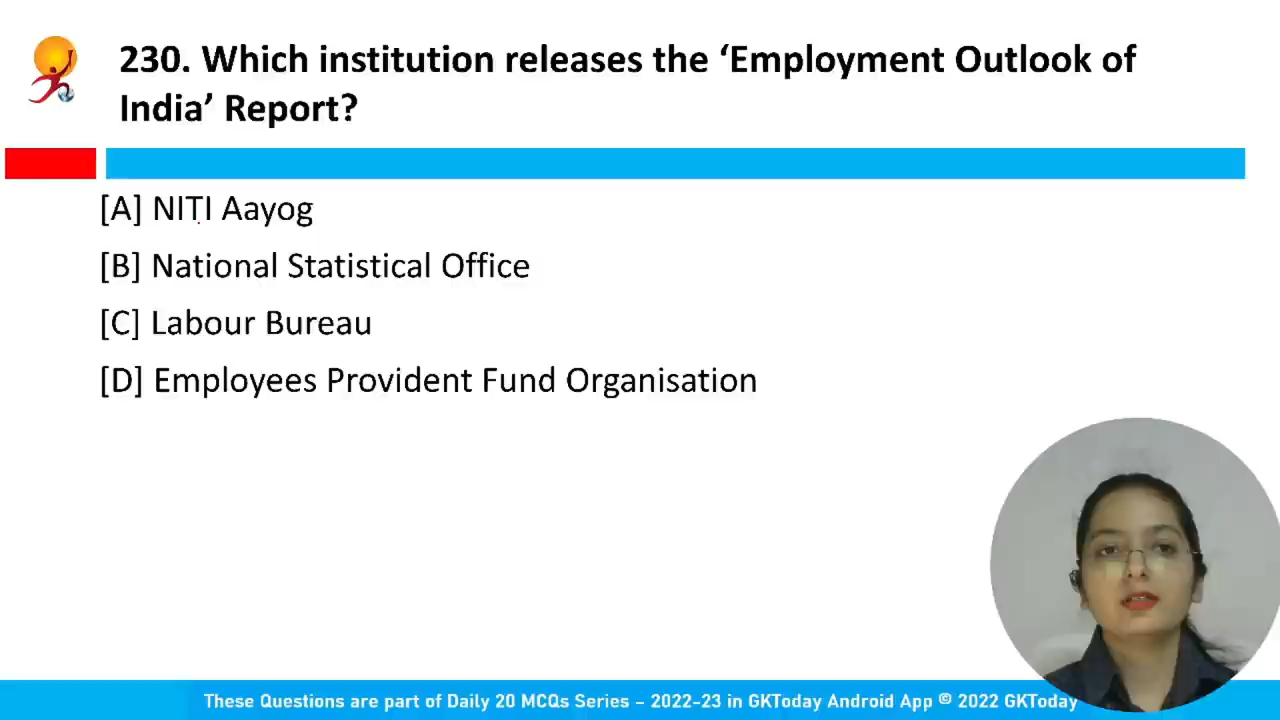 230. Which institution releases the ‘Employment Outlook of
India’ Report?
[A] NITI Aayog
[B] National Statistical Office
[C] Labour Bureau
[D] Employees Provident Fund Organisation
These Questions are part of Daily 20 MCQs Series – 2022-23 in GKToday Android App © 2022 GKToday